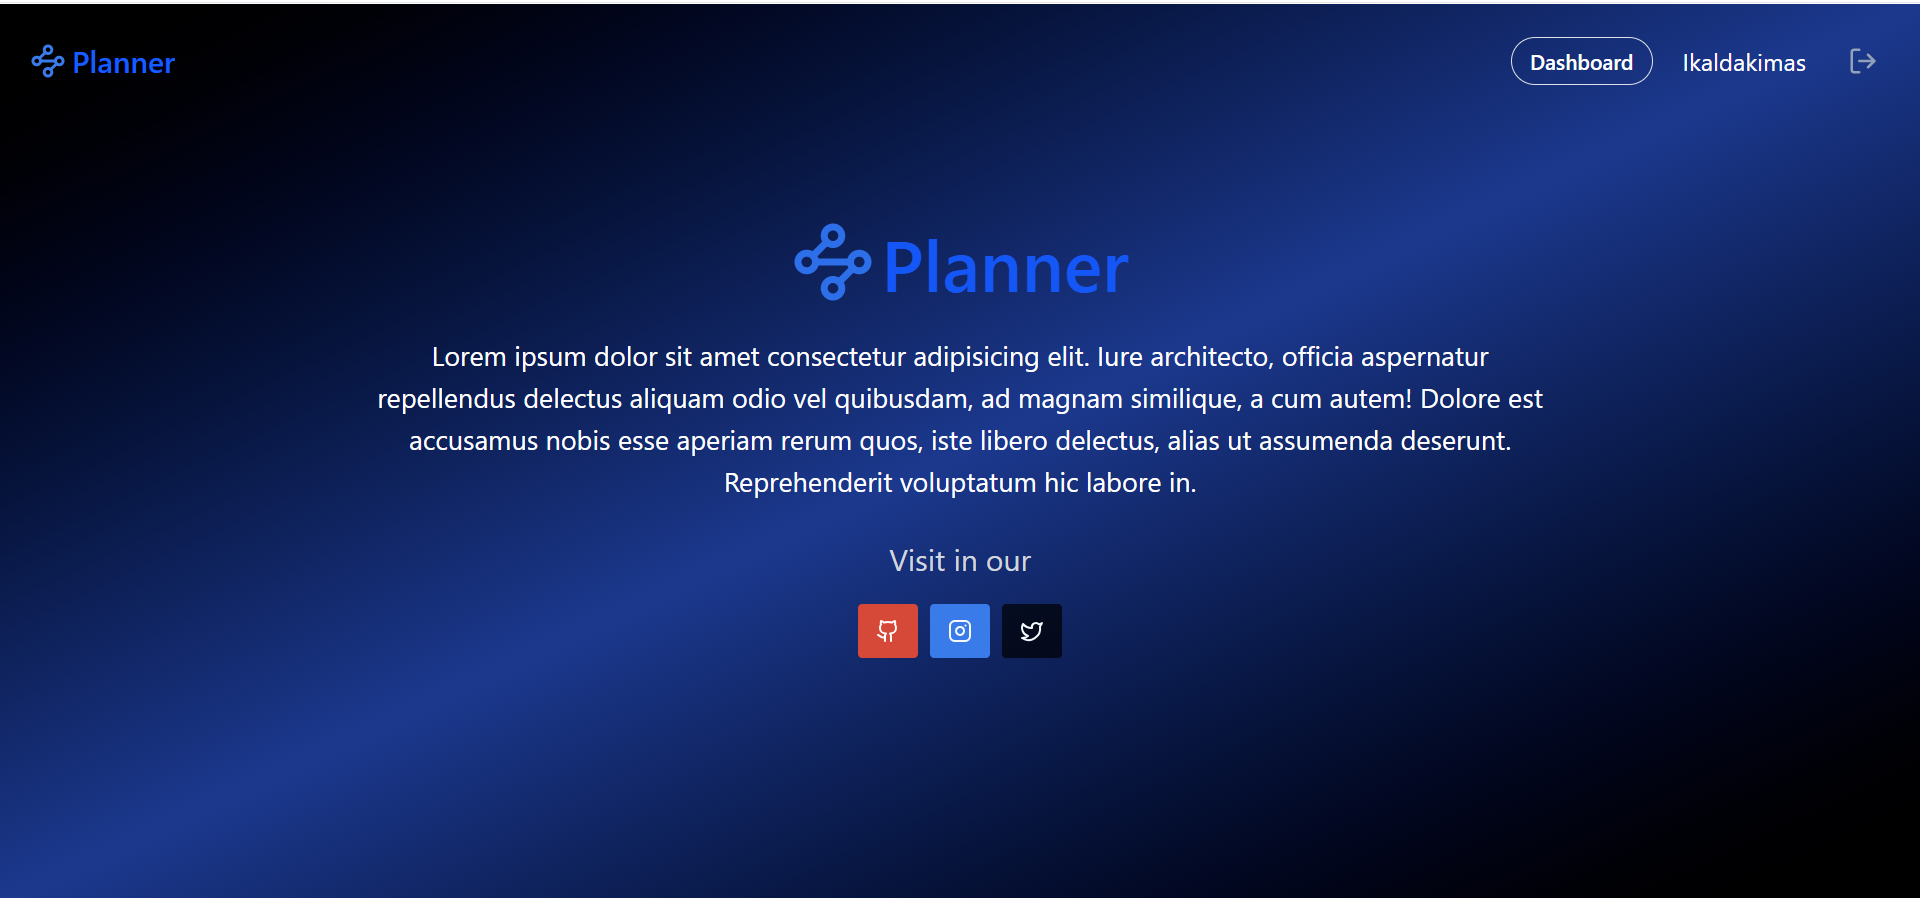 Planner
Dashboard
Ikaldakimas
Planner
Lorem ipsum dolor sit amet consectetur adipisicing elit. Iure architecto, officia aspernatur
repellendus delectus aliquam odio vel quibusdam, ad magnam similique, a cum autem! Dolore est
accusamus nobis esse aperiam rerum quos, iste libero delectus, alias ut assumenda deserunt.
Reprehenderit voluptatum hic labore in.
Visit in our